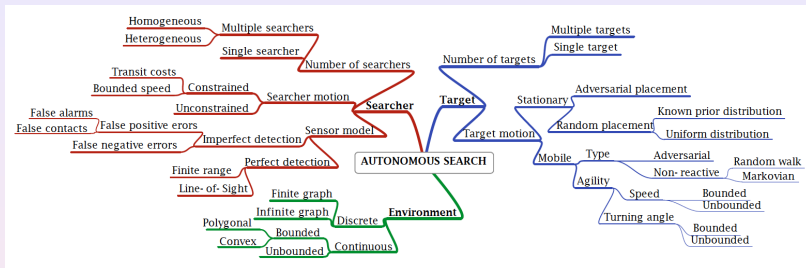 Homogeneous
Heterogeneous
Multiple searchers
Single searcher
Number of searchers
Transit costs
Bounded speed
Constrained
Unconstrained
Searcher motion
Searcher
False alarms
False contacts
False positive erors
False negative errors
Imperfect detection
Sensor model
Finite range
Line- of- Sight
Perfect detection
AUTONOMOUS SEARCH
Finite graph
Infinite graph
Discrete
Environment
Polygonal
Convex
Bounded
Unbounded
Continuous
Multiple targets
Single target
Number of targets
Target
Adversarial placement
Stationary
Known prior distribution
Random placement
Uniform distribution
Target motion
Mobile
Type
Adversarial
Non- reactive
Random walk
Markovian
Agility
Speed
Bounded
Unbounded
Turning angle
Bounded
Unbounded